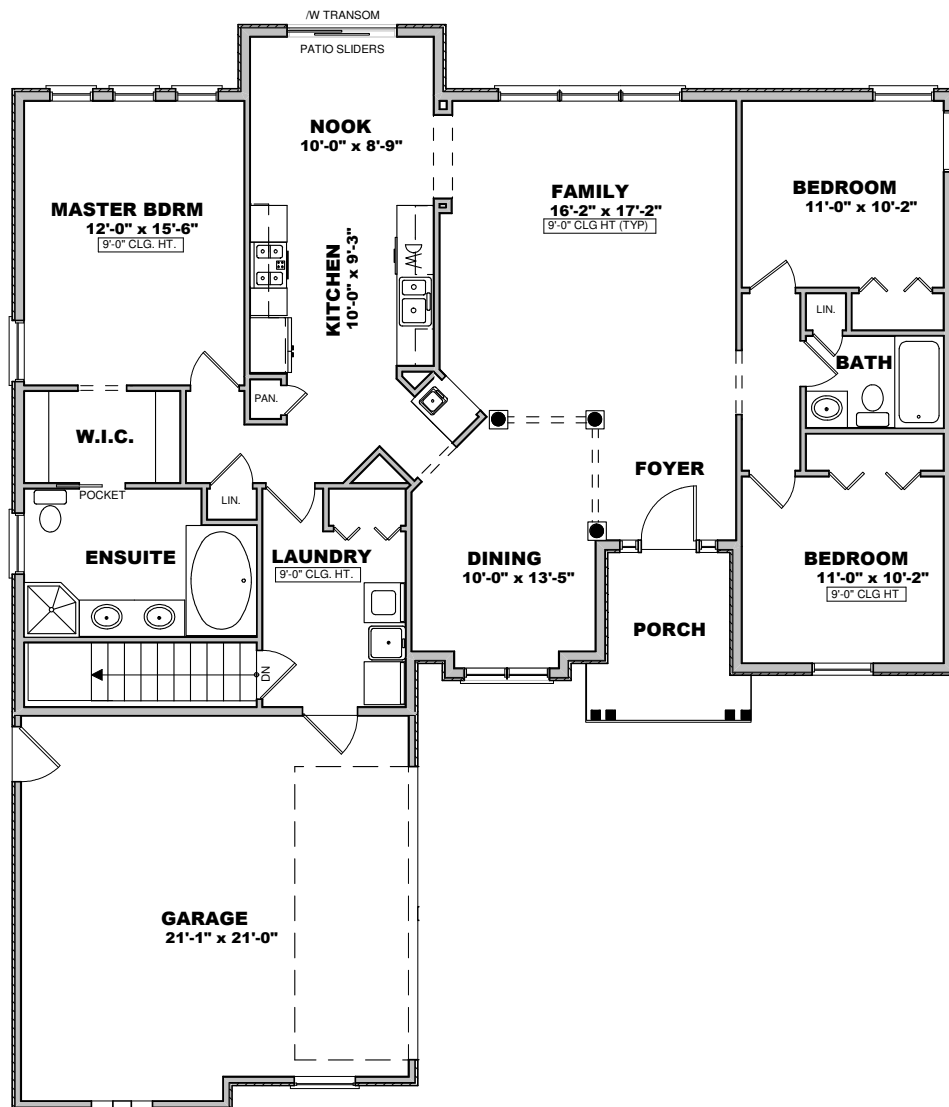 /W TRANSOM
PATIO SLIDERS
NOOK
10'-0" x 8'-9"
MASTER BDRM
12'-0" x 15'-6"
9'-0" CLG. HT.
FAMILY
16'-2" x 17'-2"
9'-0" CLG HT (TYP)
BEDROOM
11'-0" x 10'-2"
KITCHEN
10'-0" x 9'-3"
DW
LIN.
BATH
PAN.
W.I.C.
POCKET
LIN.
FOYER
ENSUITE
LAUNDRY
9'-0" CLG. HT.
DINING
10'-0" x 13'-5"
BEDROOM
11'-0" x 10'-2"
9'-0" CLG HT
PORCH
DN
GARAGE
21'-1" x 21'-0"